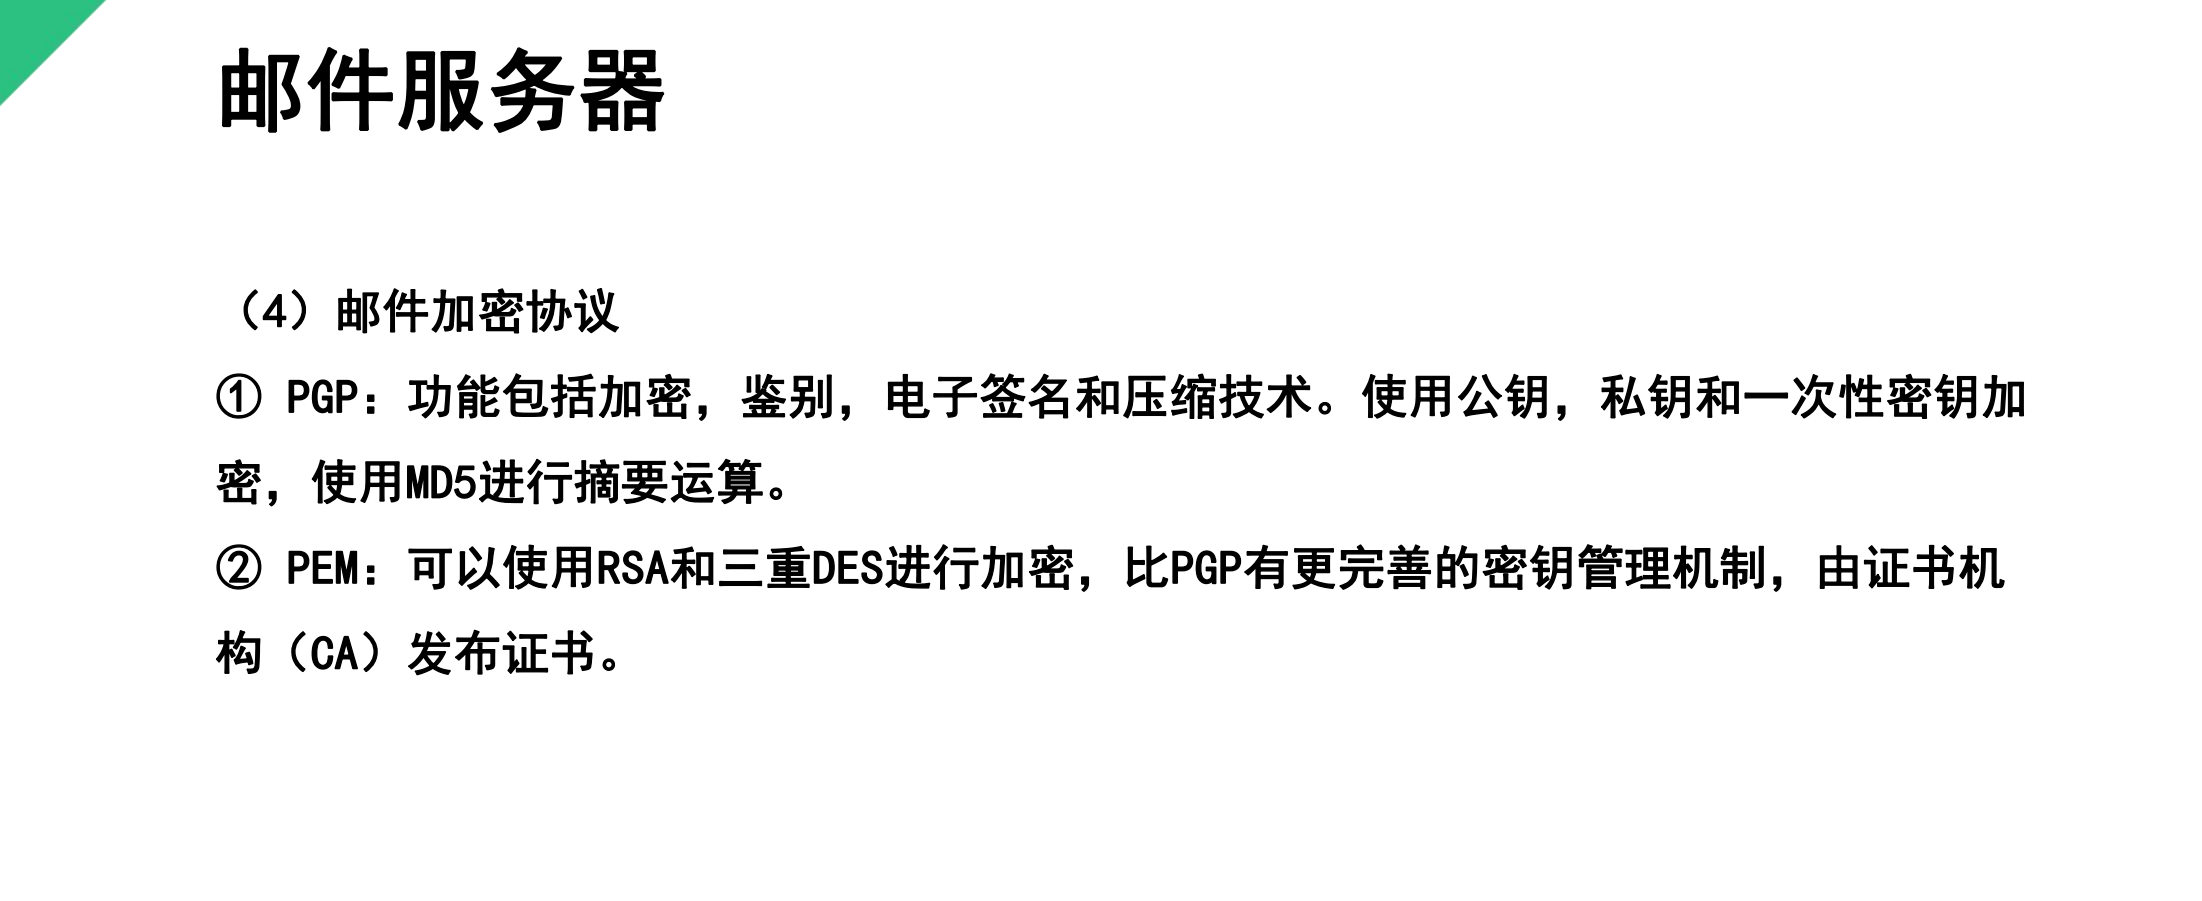 邮件服务器
（4）邮件加密协议
① PGP：功能包括加密，鉴别，电子签名和压缩技术。使用公钥，私钥和一次性密钥加
密，使用MD5进行摘要运算。
② PEM：可以使用RSA和三重DES进行加密，比PGP有更完善的密钥管理机制，由证书机
构（CA）发布证书。